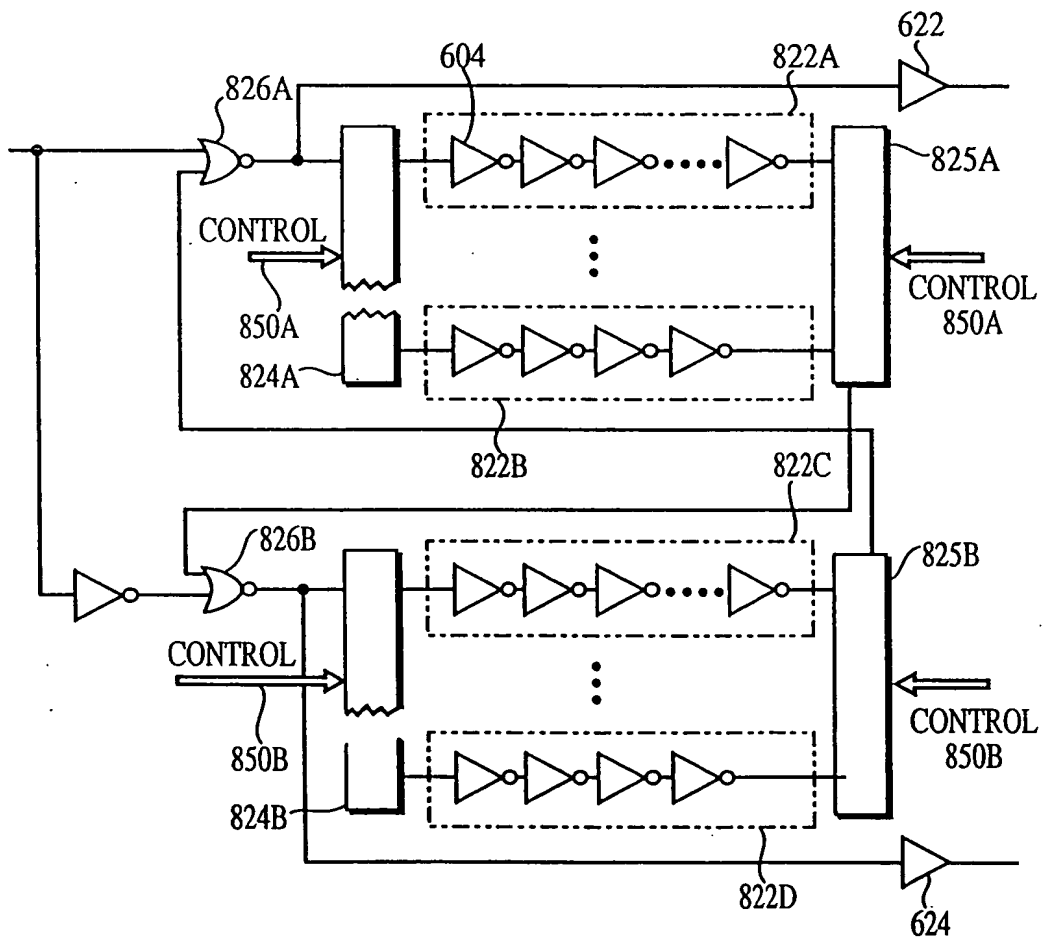 622
604
822A
826A
825A
CONTROL
850A
CONTROL
850A
824A
822B
822C
826B
825B
CONTROL
850B
CONTROL
850B
824B
822D
624